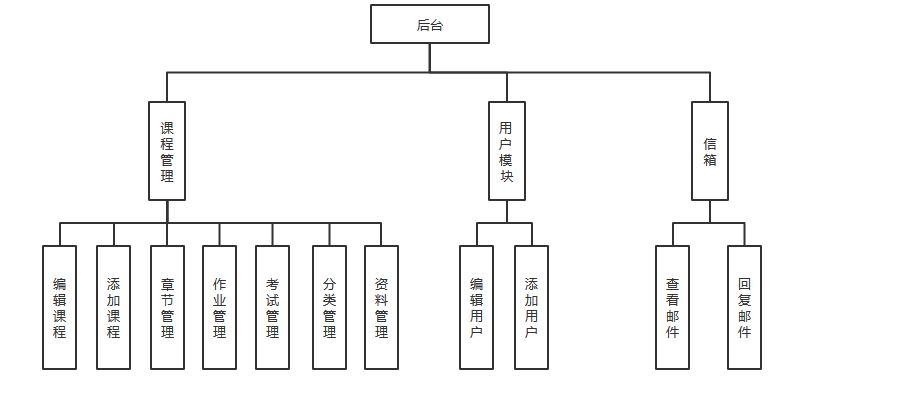 后台
课程管理
用户模块
信箱
编辑课程
添加课程
章节管理
作业管理
考试管理
分类管理
资料管理
编辑用户
添加用户
查看邮件
回复邮件